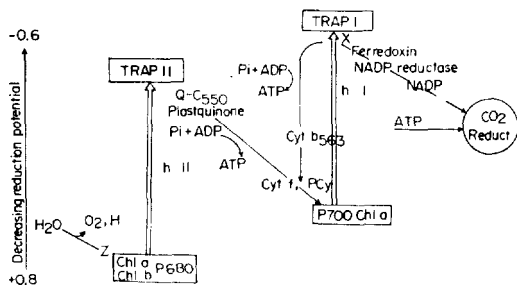 -0.6
Decreasing reduction potential
+0.8
TRAP II
h II
H2O
O2, H
Z
Chl a
Chl b
P680
Q-C550
Plastquinone
Pi+ADP
ATP
TRAP I
X
Ferredoxin
NADP reductase
NADP
Pi+ADP
ATP
h I
Cyt b563
Cyt f, PCy
P700 Chl a
ATP
CO2
Reduct